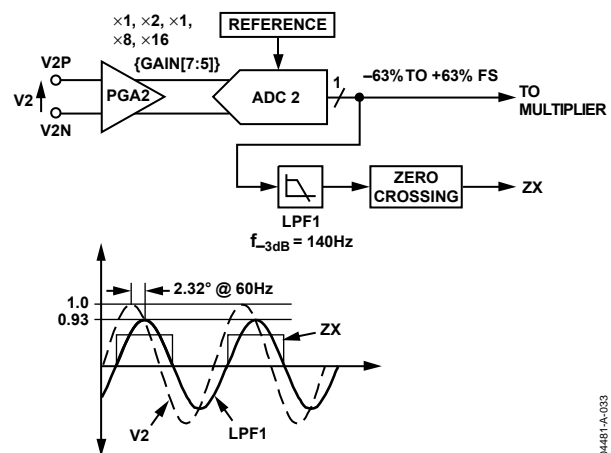 ×1, ×2, ×1,
×8, ×16
{GAIN[7:5]}
REFERENCE
V2P
V2
V2N
PGA2
ADC 2
1
–63% TO +63% FS
TO
MULTIPLIER
LPF1
f–3dB = 140Hz
ZERO
CROSSING
ZX
2.32° @ 60Hz
1.0
0.93
ZX
V2
LPF1
04481-A-033